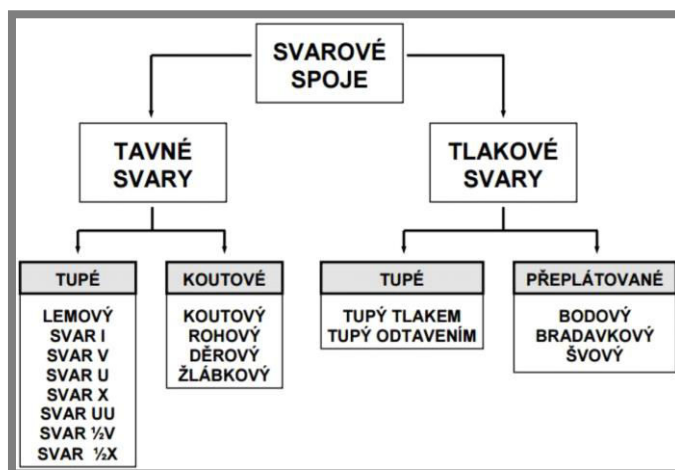 SVAROVÉ
SPOJE
TAVNÉ
SVARY
TLAKOVÉ
SVARY
TUPÉ
LEMOVÝ
SVAR I
SVAR V
SVAR U
SVAR X
SVAR UU
SVAR ½V
SVAR ½X
KOUTOVÉ
KOUTOVÝ
ROHOVÝ
DĚROVÝ
ŽLÁBKOVÝ
TUPÉ
TUPÝ TLAKEM
TUPÝ ODTAVENÍM
PŘEPLÁTOVANÉ
BODOVÝ
BRADAVKOVÝ
ŠVOVÝ